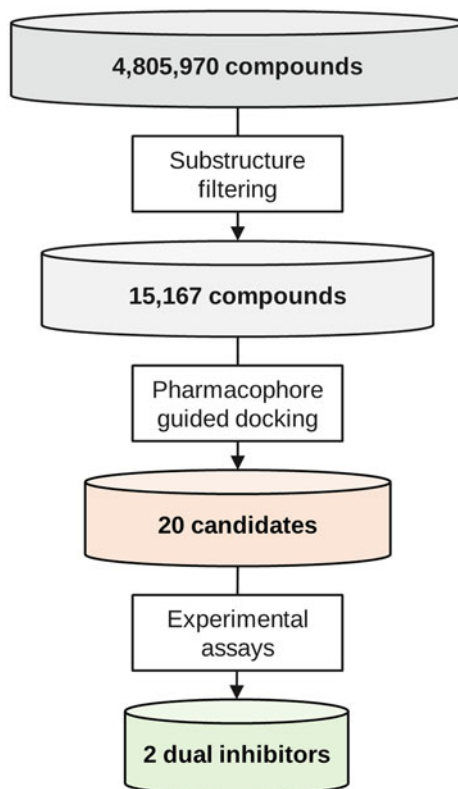 4,805,970 compounds
Substructure
filtering
15,167 compounds
Pharmacophore
guided docking
20 candidates
Experimental
assays
2 dual inhibitors